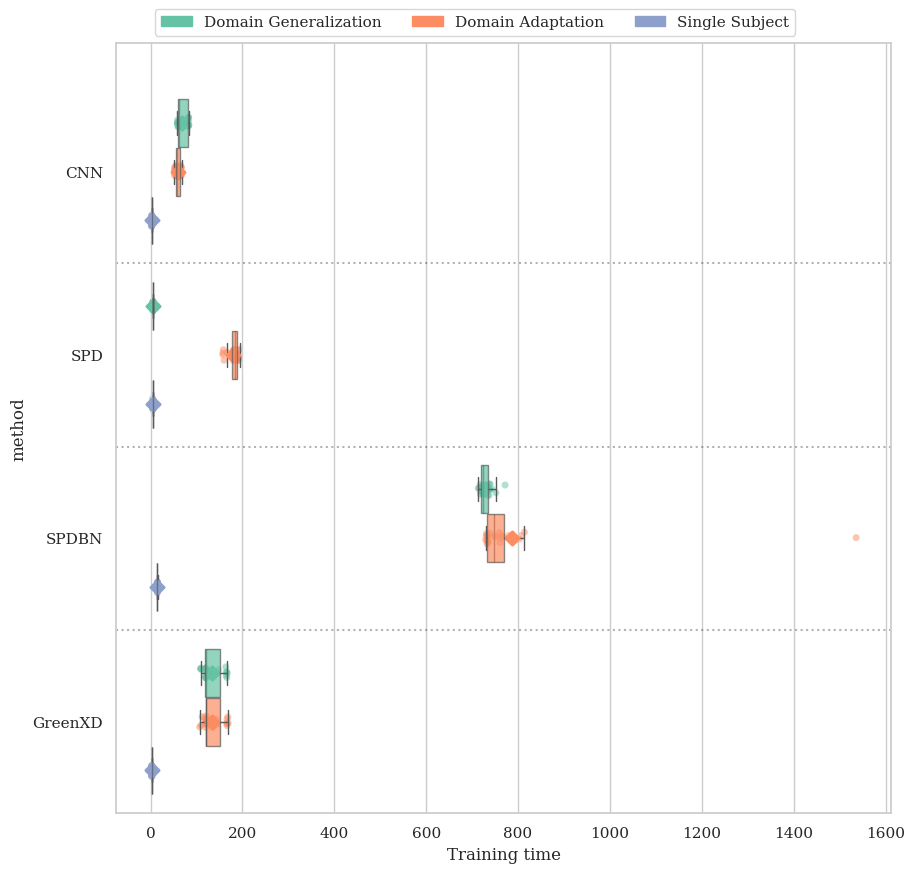 Domain Generalization Domain Adaptation Single Subject
CNN
SPD
SPDBN
GreenXD
method
0 200 400 600 800 1000 1200 1400 1600
Training time